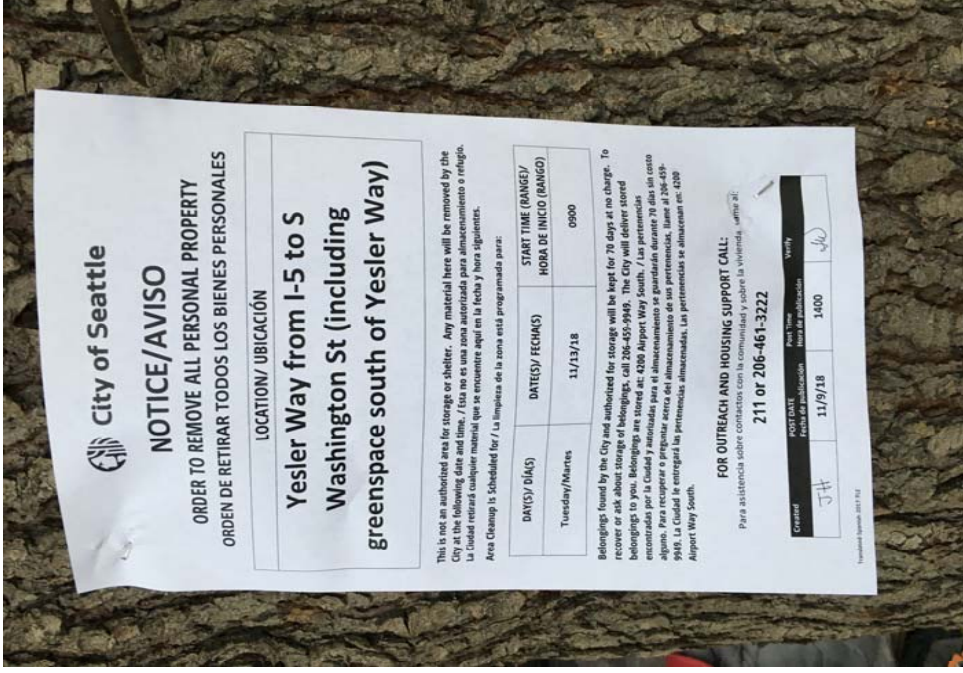 City of Seattle
NOTICE/AVISO
ORDER TO REMOVE ALL PERSONAL PROPERTY
ORDEN DE RETIRAR TODOS LOS BIENES PERSONALES
LOCATION/ UBICACIÓN
Yesler Way from I-5 to S
Washington St (including
greenspace south of Yesler Way)
This is not an authorized area for storage or shelter. Any material here will be removed by the
City at the following date and time. / Esta no es una zona autorizada para almacenamiento o refugio.
La Ciudad retirará cualquier material que se encuentre aquí en la fecha y hora siguientes.
Area Cleanup Is Scheduled for / La limpieza de la zona está programada para:
DAY(S)/ DÍA(S) DATE(S)/ FECHA(S) START TIME (RANGE)/
HORA DE INICIO (RANGO)
Tuesday/Martes 11/13/18 0900
Belongings found by the City and authorized for storage will be kept for 70 days at no charge. To
recover or ask about storage of belongings, call 206-459-9949. The City will deliver stored
belongings to you. Belongings are stored at: 4200 Airport Way South. / Las pertenencias
encontradas por la Ciudad y autorizadas para el almacenamiento se guardarán durante 70 días sin costo
alguno. Para recuperar o preguntar acerca del almacenamiento de sus pertenencias, llame al 206-459-
9949. La Ciudad le entregará las pertenencias almacenadas. Las pertenencias se almacenan en: 4200
Airport Way South.
FOR OUTREACH AND HOUSING SUPPORT CALL:
Para asistencia sobre contactos con la comunidad y sobre la vivienda, llame al:
211 or 206-461-3222
Created POST DATE Post Time Verify
Fecha de publicación Hora de publicación
JH 11/9/18 1400
Translated Spanish 2017